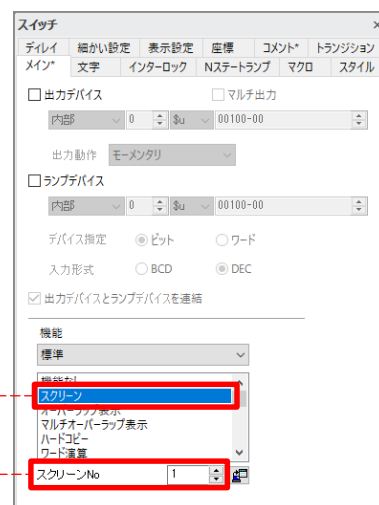 スイッチ
ディレイ 細かい設定 表示設定 座標 コメント* トランジション
メイン* 文字 インターロック Nステートランプ マクロ スタイル
出力デバイス マルチ出力
内部 0 $u 00100-00
出力動作 モーメンタリ
ランプデバイス
内部 0 $u 00100-00
デバイス指定 ビット ワード
入力形式 BCD DEC
出力デバイスとランプデバイスを連結
機能
標準
機能なし
スクリーン
オーバーラップ表示
マルチオーバーラップ表示
ハードコピー
ワード演算
スクリーンNo 1